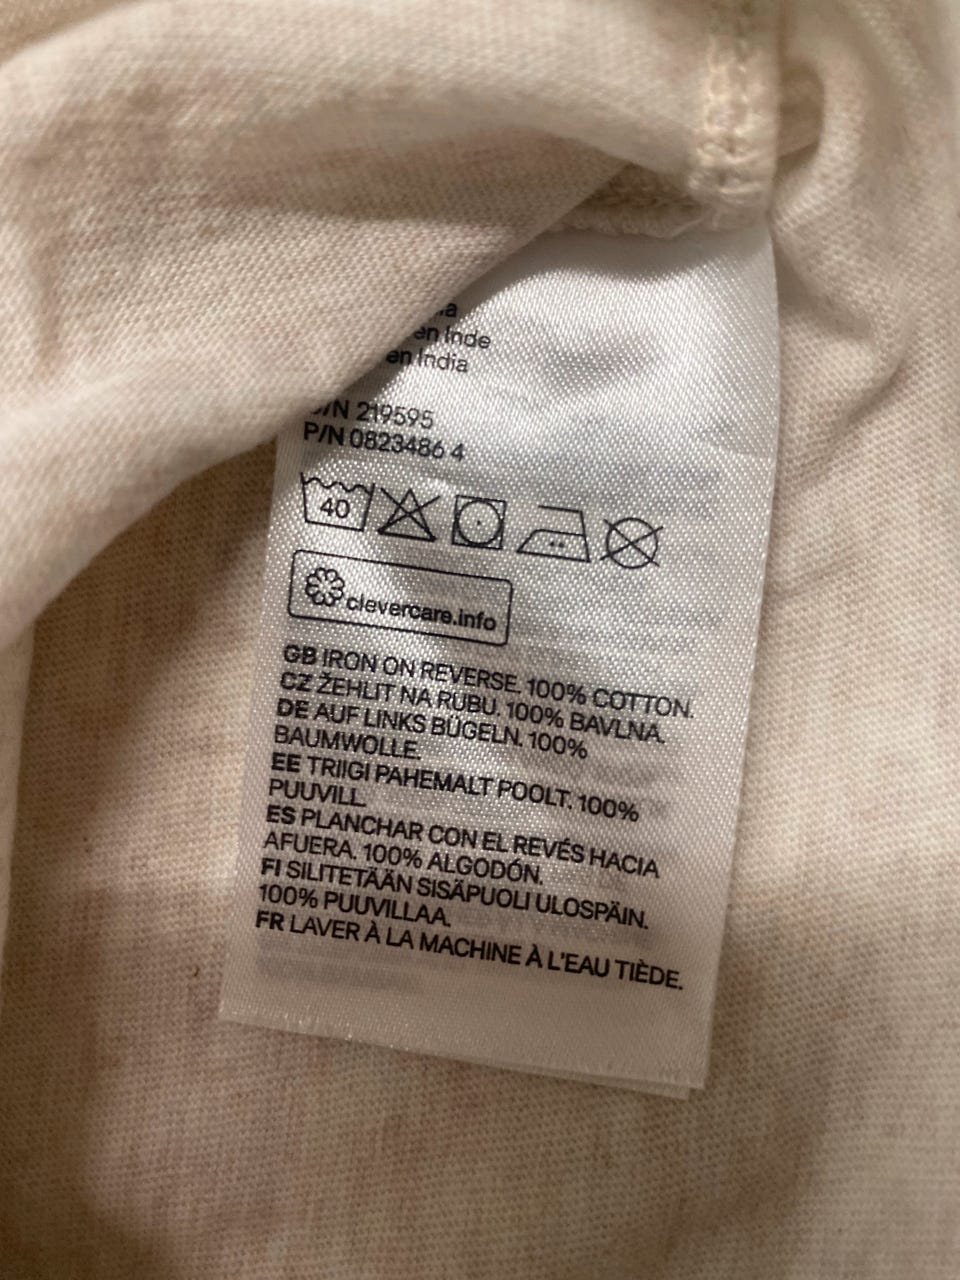 en Inde
en India
219595
P/N 0823486 4
40
clevercare.info
GB IRON ON REVERSE. 100% COTTON.
CZ ŽEHLIT NA RUBU. 100% BAVLNA.
DE AUF LINKS BÜGELN. 100%
BAUMWOLLE.
EE TRIIGI PAHEMALT POOLT. 100%
PUUVILL.
ES PLANCHAR CON EL REVÉS HACIA
AFUERA. 100% ALGODÓN.
FI SILITETÄÄN SISÄPUOLI ULOSPÄIN.
100% PUUVILLAA.
FR LAVER À LA MACHINE À L'EAU TIÈDE.